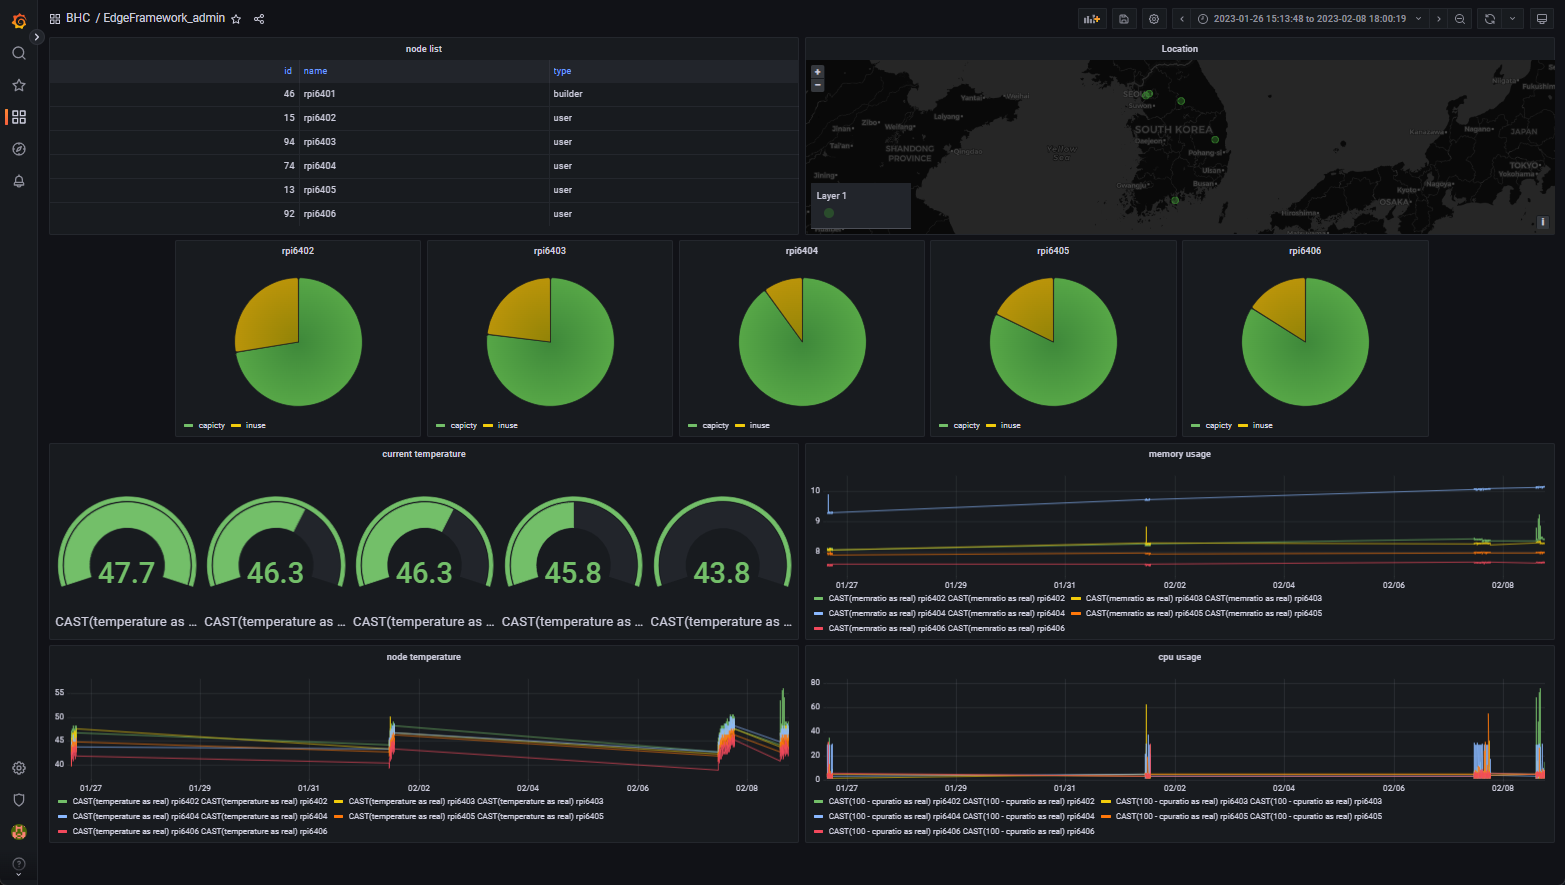 BHC / EdgeFramework_admin
2023-01-26 15:13:48 to 2023-02-08 18:00:19
node list
id name type
46 rpi6401 builder
15 rpi6402 user
94 rpi6403 user
74 rpi6404 user
13 rpi6405 user
92 rpi6406 user
Location
+
−
SEOUL
Suwon
SOUTH KOREA
Daejeon
Pohang-si
Gwangju
Ulsan
Busan
Yellow Sea
Yantai
Weihai
Laiyang
Zibo
Weifang
Jinan
Tai'an
SHANDONG PROVINCE
Qingdao
Jining
Niigata
Fukushim
Kanazawa
Nagano
JAPAN
TOKYO
Yokohama
Kyoto
Nagoya
OSAKA
Hiroshima
Layer 1
i
rpi6402
capicty inuse
rpi6403
capicty inuse
rpi6404
capicty inuse
rpi6405
capicty inuse
rpi6406
capicty inuse
current temperature
47.7 46.3 46.3 45.8 43.8
CAST(temperature as ... CAST(temperature as ... CAST(temperature as ... CAST(temperature as ... CAST(temperature as ...
memory usage
10
9
8
01/27 01/29 01/31 02/02 02/04 02/06 02/08
CAST(memratio as real) rpi6402 CAST(memratio as real) rpi6402 CAST(memratio as real) rpi6403 CAST(memratio as real) rpi6403
CAST(memratio as real) rpi6404 CAST(memratio as real) rpi6404 CAST(memratio as real) rpi6405 CAST(memratio as real) rpi6405
CAST(memratio as real) rpi6406 CAST(memratio as real) rpi6406
node temperature
55
50
45
40
01/27 01/29 01/31 02/02 02/04 02/06 02/08
CAST(temperature as real) rpi6402 CAST(temperature as real) rpi6402 CAST(temperature as real) rpi6403 CAST(temperature as real) rpi6403
CAST(temperature as real) rpi6404 CAST(temperature as real) rpi6404 CAST(temperature as real) rpi6405 CAST(temperature as real) rpi6405
CAST(temperature as real) rpi6406 CAST(temperature as real) rpi6406
cpu usage
80
60
40
20
0
01/27 01/29 01/31 02/02 02/04 02/06 02/08
CAST(100 - cpuratio as real) rpi6402 CAST(100 - cpuratio as real) rpi6402 CAST(100 - cpuratio as real) rpi6403 CAST(100 - cpuratio as real) rpi6403
CAST(100 - cpuratio as real) rpi6404 CAST(100 - cpuratio as real) rpi6404 CAST(100 - cpuratio as real) rpi6405 CAST(100 - cpuratio as real) rpi6405
CAST(100 - cpuratio as real) rpi6406 CAST(100 - cpuratio as real) rpi6406